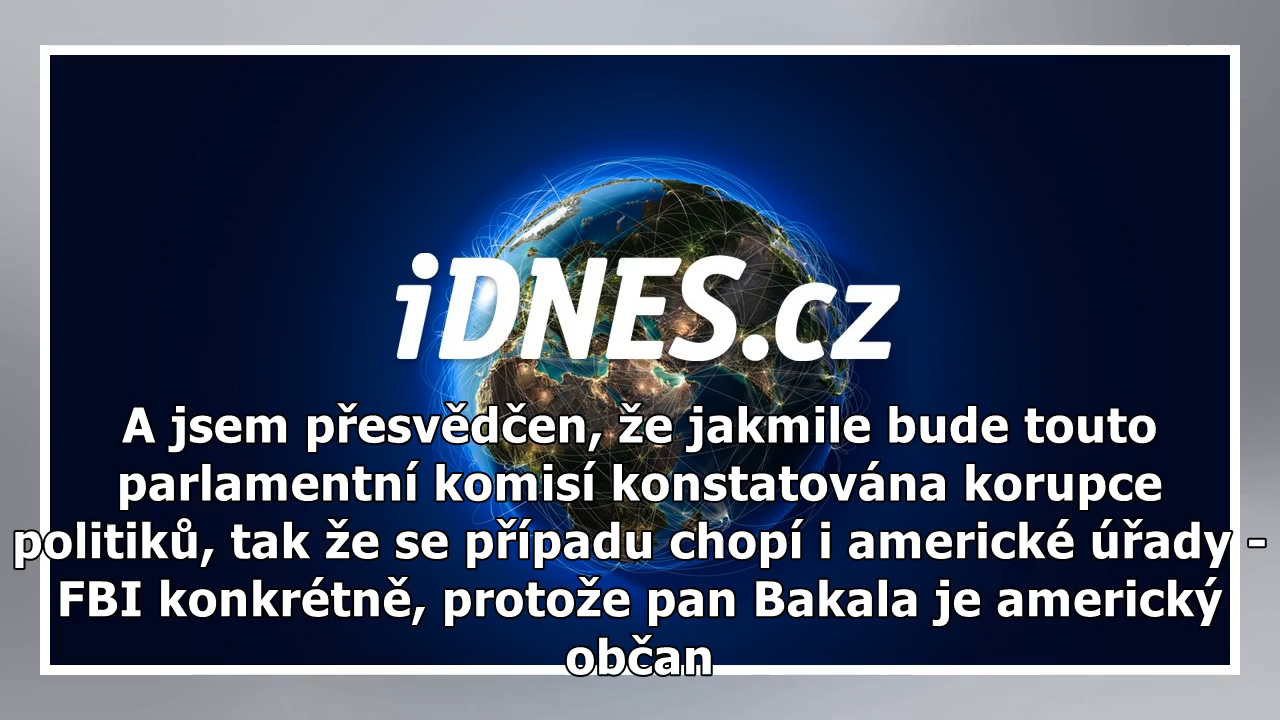 iDNES.cz
A jsem přesvědčen, že jakmile bude touto
parlamentní komisí konstatována korupce
politiků, tak že se případu chopí i americké úřady -
FBI konkrétně, protože pan Bakala je americký
občan